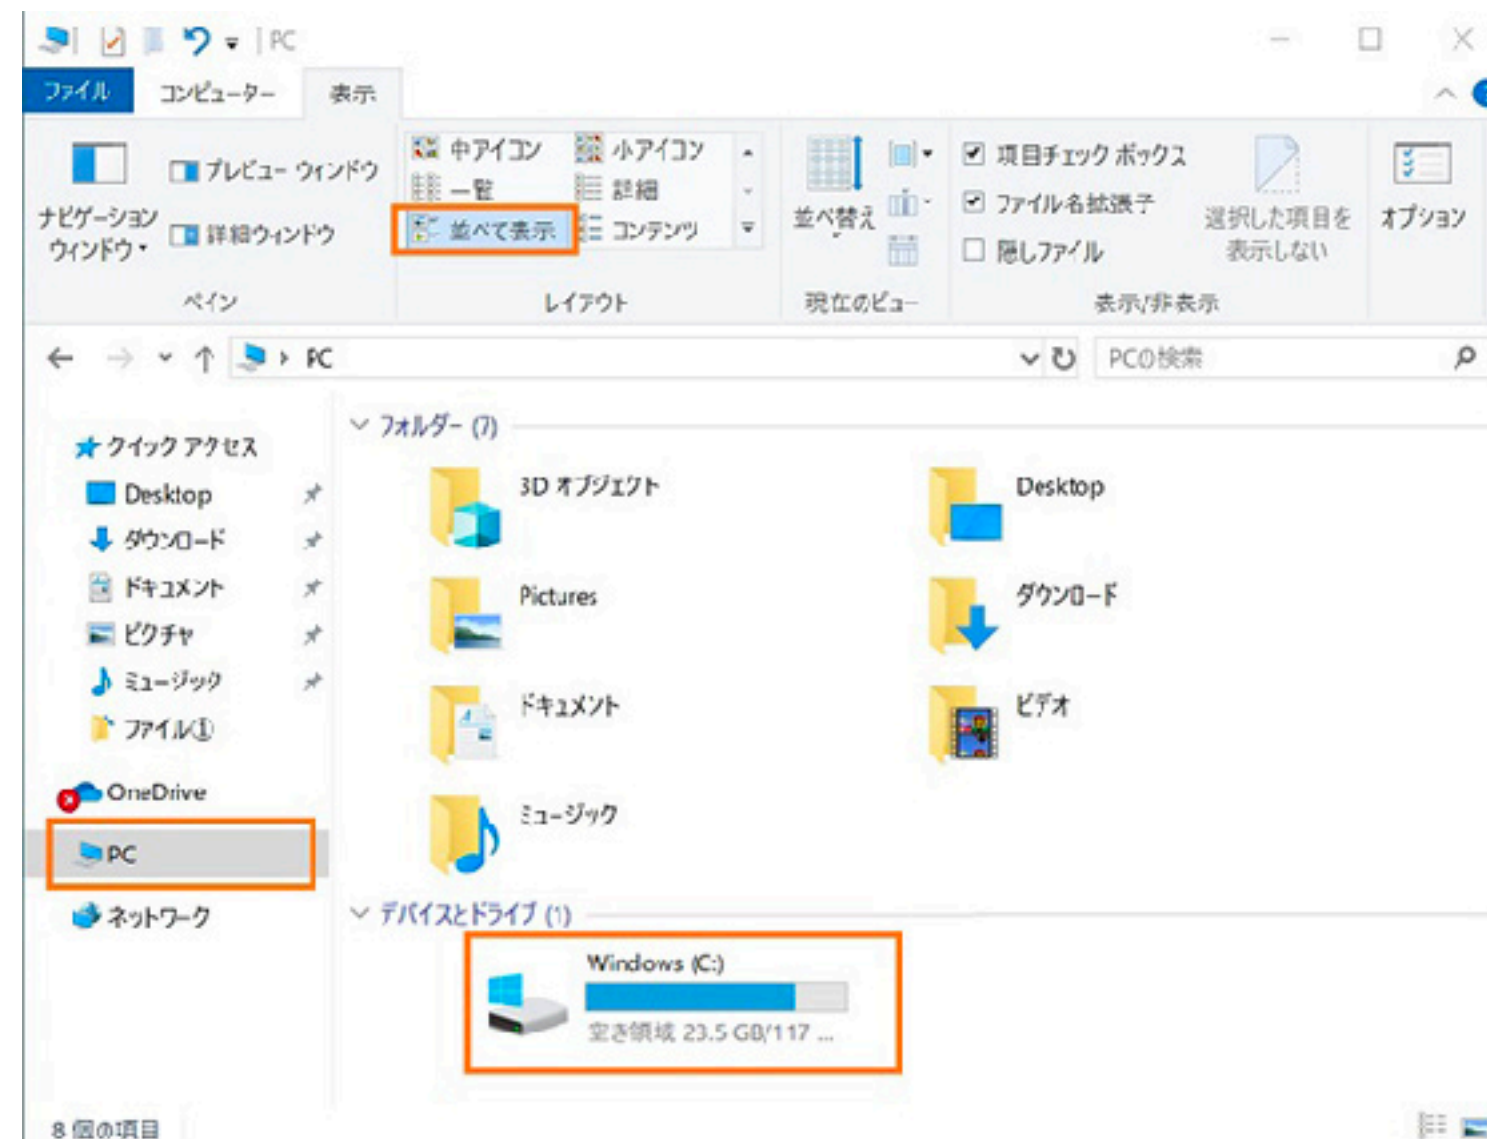 PC
ファイル コンピューター 表示
ナビゲーション ウィンドウ
プレビュー ウィンドウ
詳細ウィンドウ
ペイン
中アイコン 小アイコン
一覧 詳細
並べて表示 コンテンツ
レイアウト
並べ替え
現在のビュー
項目チェック ボックス
ファイル名拡張子
隠しファイル
選択した項目を
表示しない
表示/非表示
オプション
PC
PCの検索
クイック アクセス
Desktop
ダウンロード
ドキュメント
ピクチャ
ミュージック
ファイル①
OneDrive
PC
ネットワーク
フォルダー (7)
3D オブジェクト
Desktop
Pictures
ダウンロード
ドキュメント
ビデオ
ミュージック
デバイスとドライブ (1)
Windows (C:)
空き領域 23.5 GB/117 ...
8 個の項目